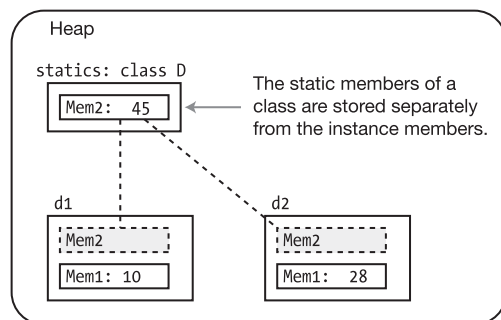 Heap
statics: class D
Mem2: 45
The static members of a
class are stored separately
from the instance members.
d1
Mem2
Mem1: 10
d2
Mem2
Mem1: 28